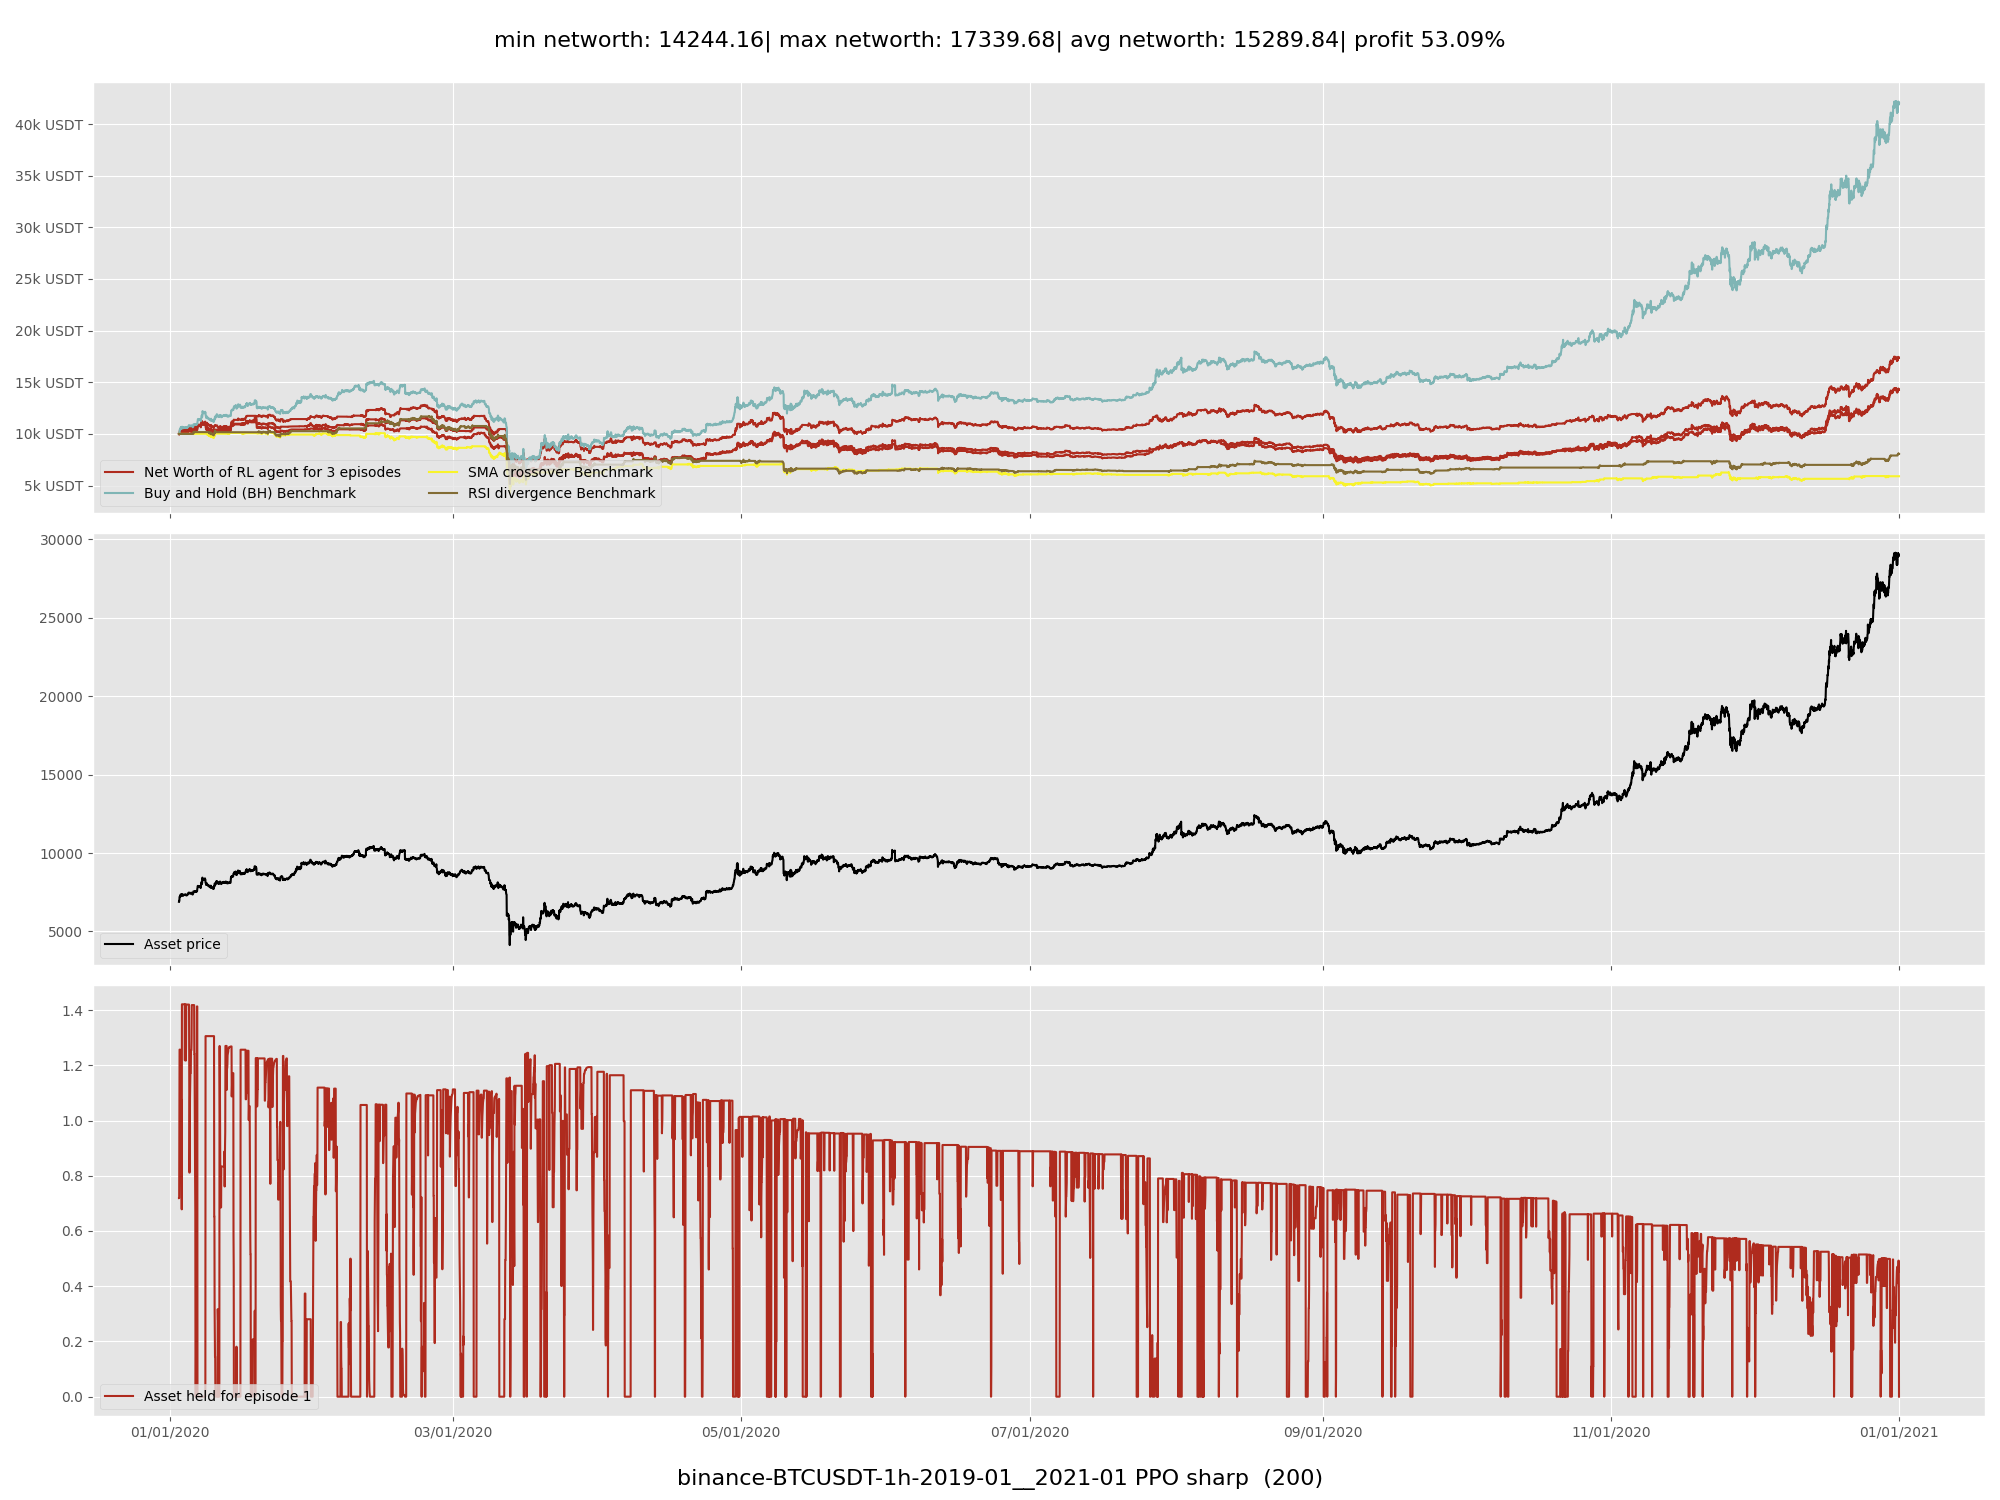 min networth: 14244.16| max networth: 17339.68| avg networth: 15289.84| profit 53.09%
40k USDT
35k USDT
30k USDT
25k USDT
20k USDT
15k USDT
10k USDT
5k USDT
Net Worth of RL agent for 3 episodes
Buy and Hold (BH) Benchmark
SMA crossover Benchmark
RSI divergence Benchmark
30000
25000
20000
15000
10000
5000
Asset price
1.4
1.2
1.0
0.8
0.6
0.4
0.2
0.0
Asset held for episode 1
01/01/2020 03/01/2020 05/01/2020 07/01/2020 09/01/2020 11/01/2020 01/01/2021
binance-BTCUSDT-1h-2019-01__2021-01 PPO sharp  (200)